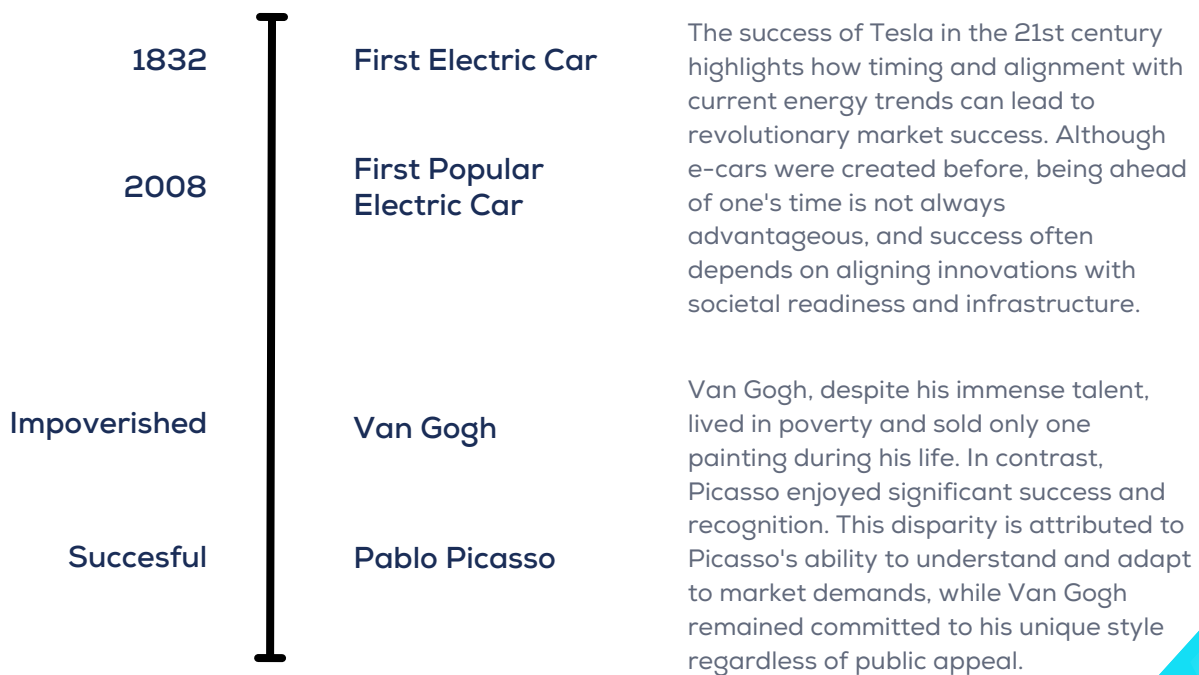 1832
First Electric Car
The success of Tesla in the 21st century
highlights how timing and alignment with
current energy trends can lead to
revolutionary market success. Although
e-cars were created before, being ahead
of one's time is not always
advantageous, and success often
depends on aligning innovations with
societal readiness and infrastructure.
2008
First Popular
Electric Car
Impoverished
Van Gogh
Van Gogh, despite his immense talent,
lived in poverty and sold only one
painting during his life. In contrast,
Picasso enjoyed significant success and
recognition. This disparity is attributed to
Picasso's ability to understand and adapt
to market demands, while Van Gogh
remained committed to his unique style
regardless of public appeal.
Succesful
Pablo Picasso